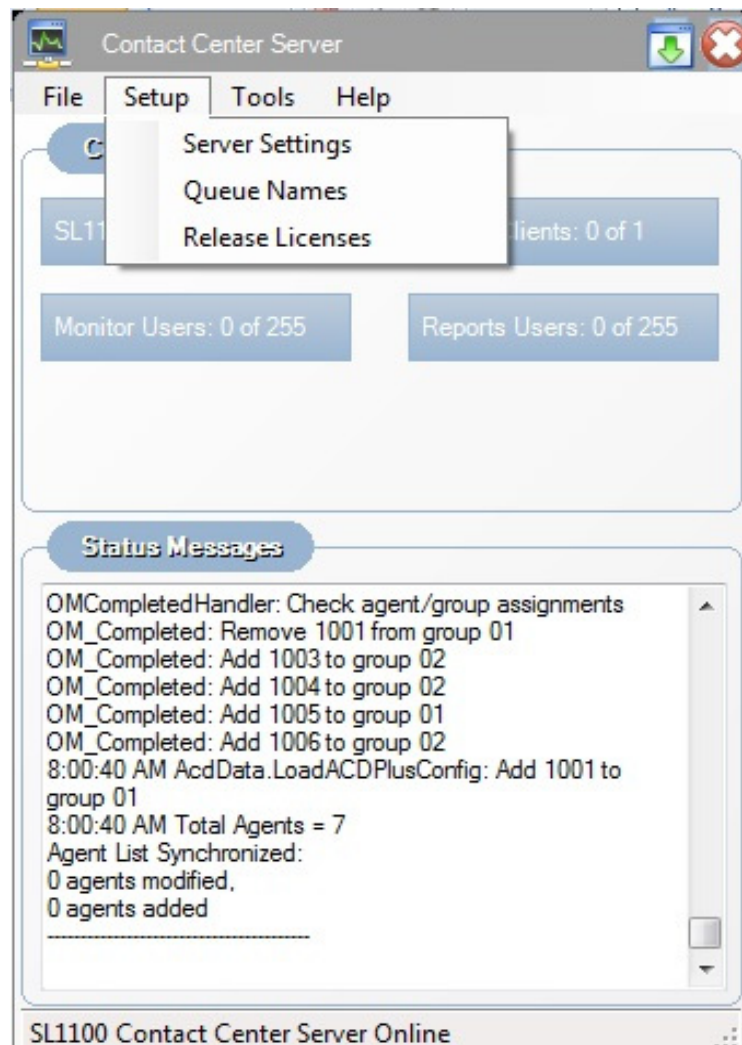 Contact Center Server
File Setup Tools Help
Server Settings
Queue Names
Release Licenses
C
SL11
lients: 0 of 1
Monitor Users: 0 of 255
Reports Users: 0 of 255
Status Messages
OMCompletedHandler: Check agent/group assignments
OM_Completed: Remove 1001 from group 01
OM_Completed: Add 1003 to group 02
OM_Completed: Add 1004 to group 02
OM_Completed: Add 1005 to group 01
OM_Completed: Add 1006 to group 02
8:00:40 AM AcdData.LoadACDPlusConfig: Add 1001 to
group 01
8:00:40 AM Total Agents = 7
Agent List Synchronized:
0 agents modified,
0 agents added
----------------------------------------
SL1100 Contact Center Server Online